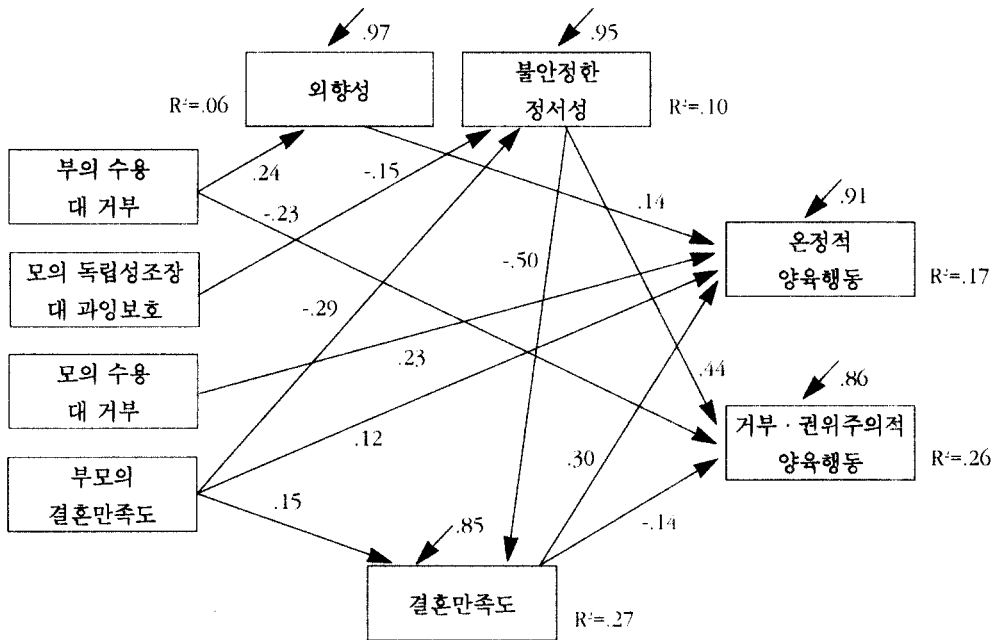 .97
.95
외향성
불안정한
정서성
R²=.06
R²=.10
부의 수용
대 거부
.24
-.15
-.23
.14
.91
온정적
양육행동
R²=.17
모의 독립성조장
대 과잉보호
-.50
-.29
모의 수용
대 거부
.23
.44
.86
거부 · 권위주의적
양육행동
R²=.26
.12
부모의
결혼만족도
.30
.15
-.14
.85
결혼만족도
R²=.27